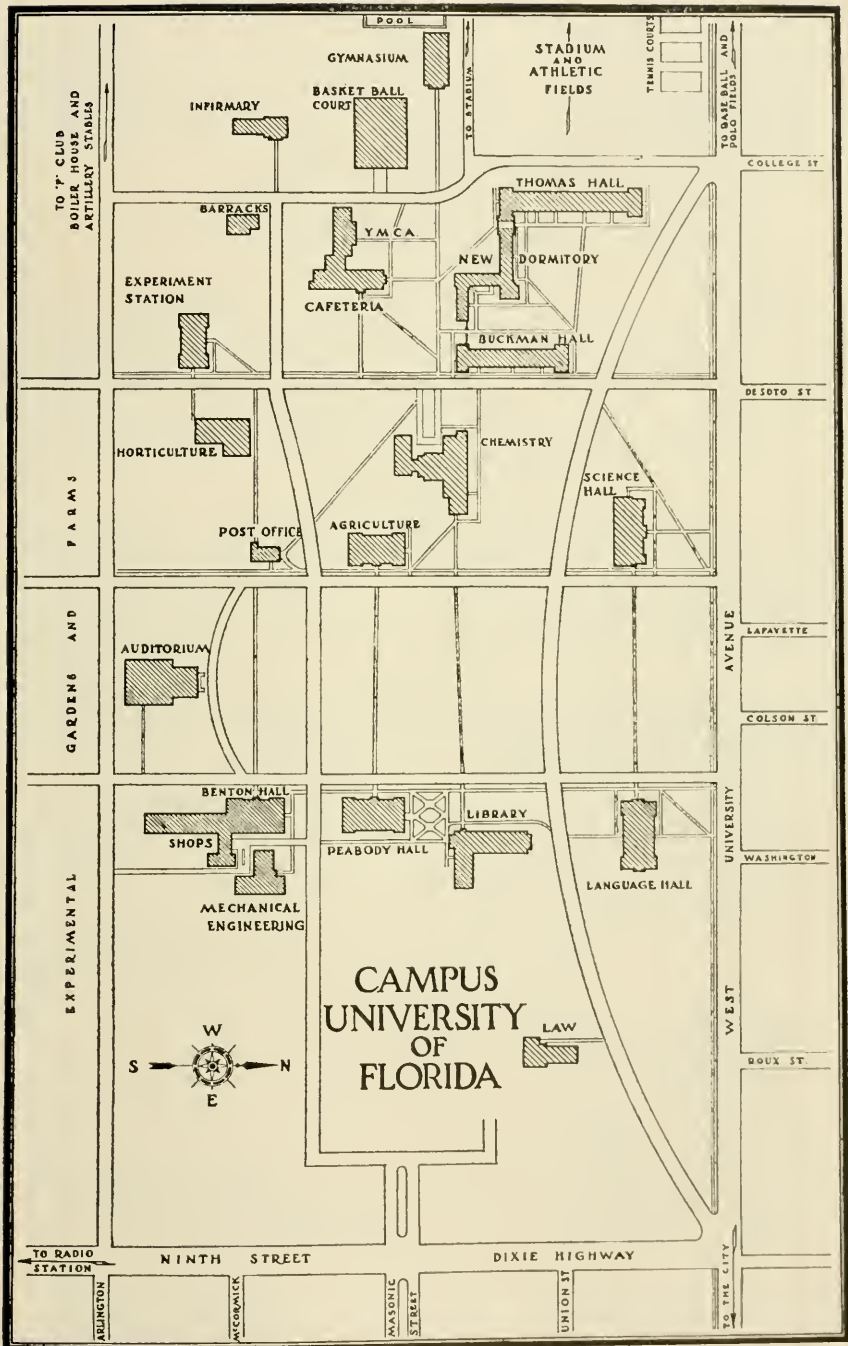 POOL
GYMNASIUM
STADIUM
AND
ATHLETIC
FIELDS
TENNIS COURTS
TO BASE BALL AND
POLO FIELDS
TO STADIUM
BASKET BALL
COURT
INFIRMARY
TO "F" CLUB
BOILER HOUSE AND
ARTILLERY STABLES
COLLEGE ST
THOMAS HALL
BARRACKS
Y.M.C.A.
NEW DORMITORY
EXPERIMENT
STATION
CAFETERIA
BUCKMAN HALL
DESOTO ST
HORTICULTURE
CHEMISTRY
SCIENCE
HALL
POST OFFICE
AGRICULTURE
EXPERIMENTAL GARDENS AND FARMS
LAFAYETTE
AUDITORIUM
WEST UNIVERSITY AVENUE
COLSON ST.
BENTON HALL
LIBRARY
SHOPS
PEABODY HALL
WASHINGTON
LANGUAGE HALL
MECHANICAL
ENGINEERING
CAMPUS
UNIVERSITY
OF
FLORIDA
LAW
W
S N
E
ROUX ST.
TO RADIO
STATION
NINTH STREET
DIXIE HIGHWAY
TO THE CITY
ARLINGTON
McCORMICK
MASONIC
STREET
UNION ST